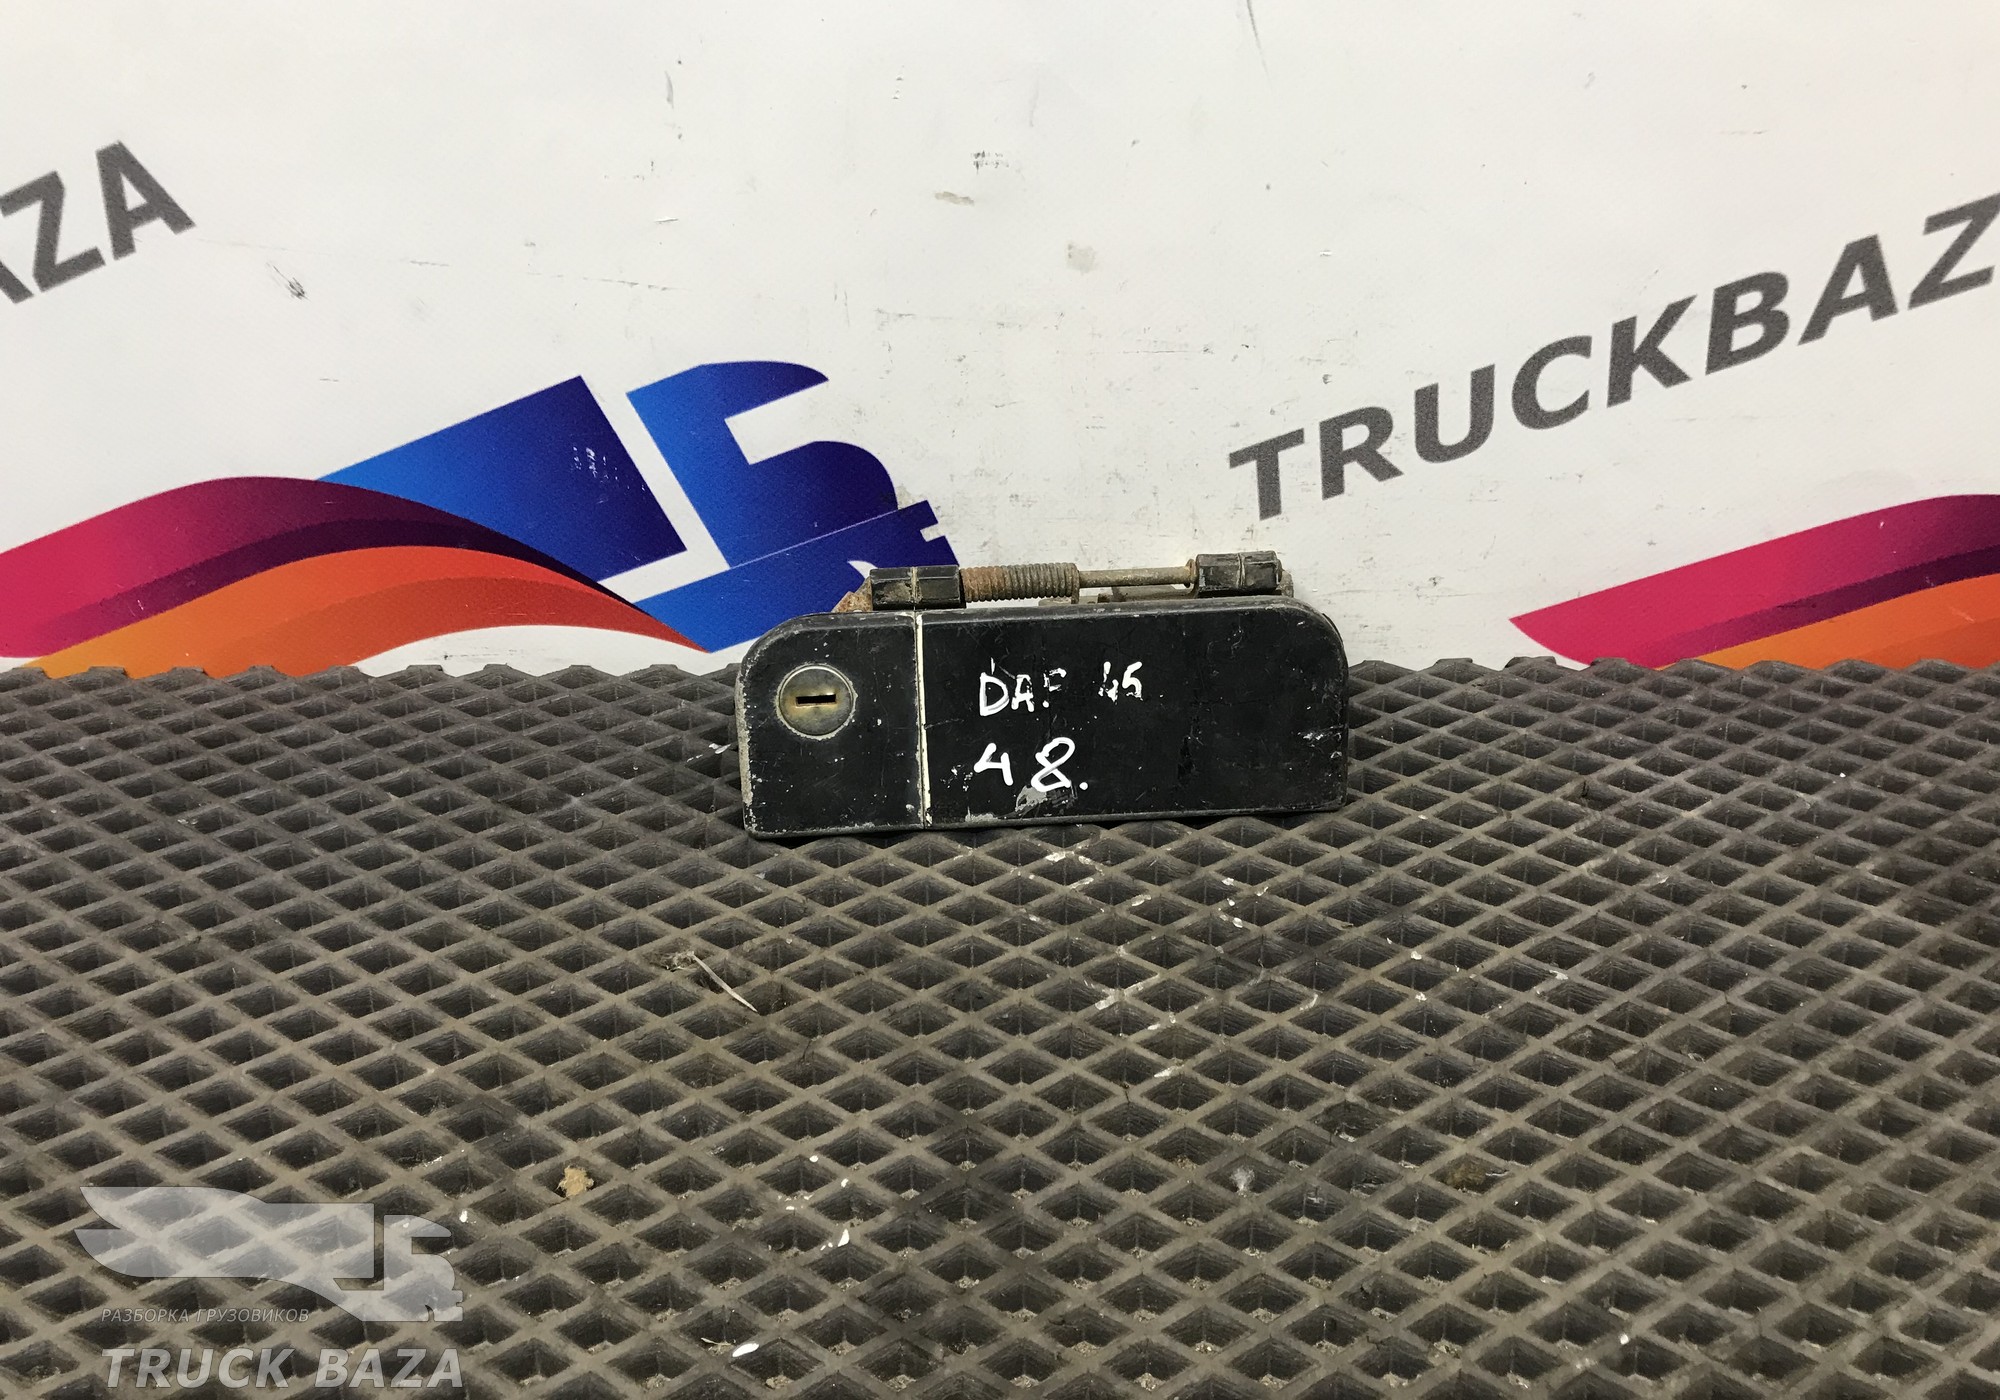 AZA
TRUCKBAZ
DAF 45
48.
РАЗБОРКА ГРУЗОВИКОВ
TRUCK BAZA